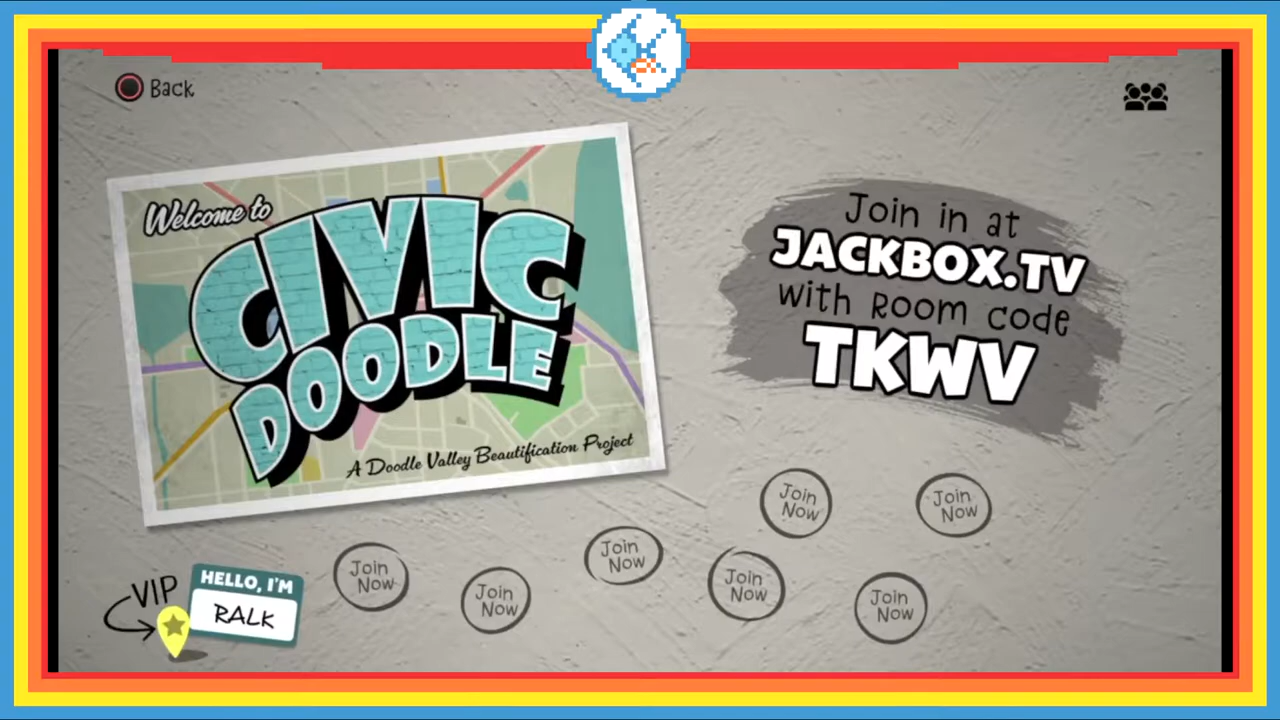 Back
Welcome to
CIVIC
DOODLE
A Doodle Valley Beautification Project
Join in at
JACKBOX.TV
with Room code
TKWV
Join
Now
Join
Now
Join
Now
Join
Now
Join
Now
Join
Now
Join
Now
VIP
HELLO, I'M
RALK